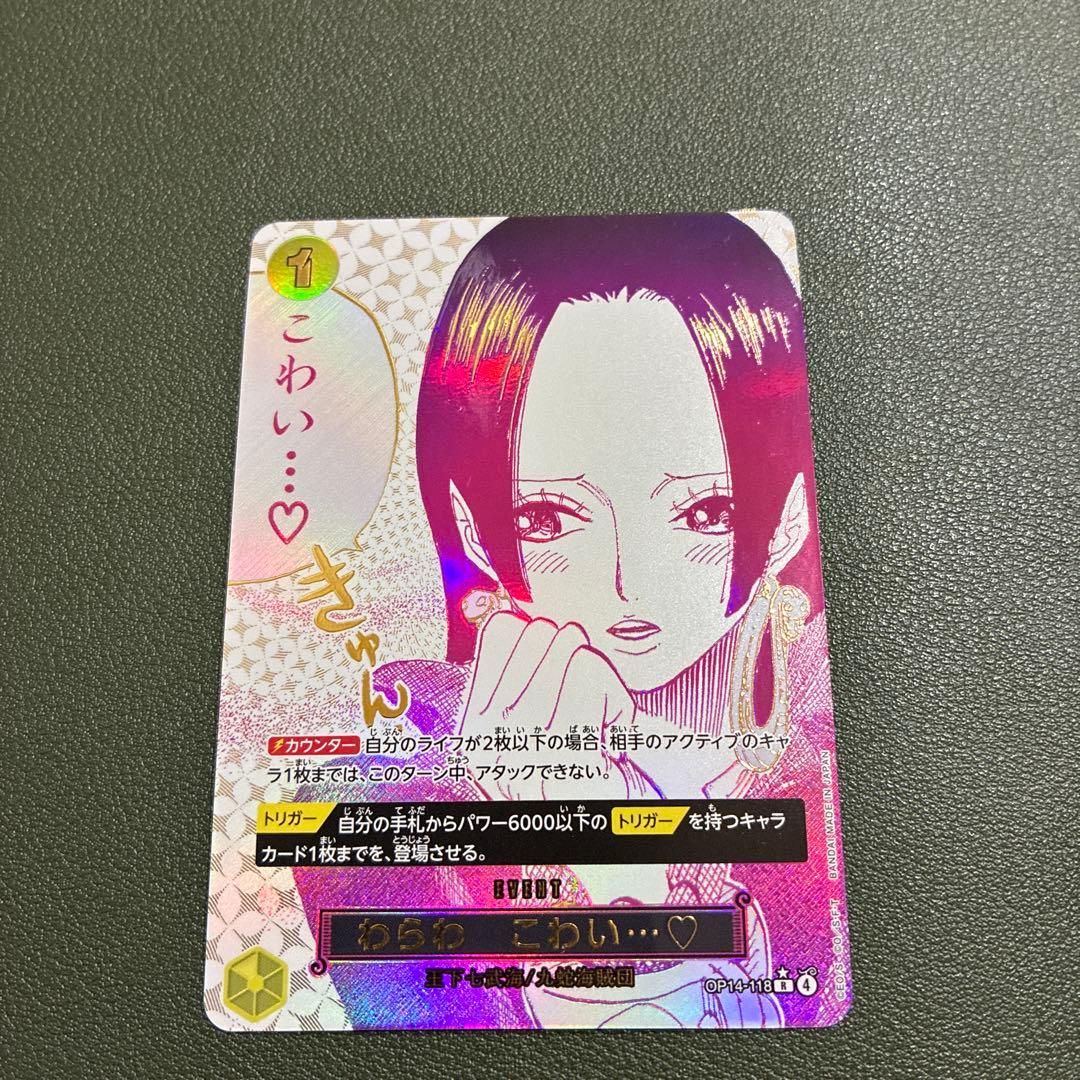 1
こわい…♡
きゅん
カウンター 自分のライフが2枚以下の場合、相手のアクティブのキャ
ラ1枚までは、このターン中、アタックできない。
トリガー 自分の手札からパワー6000以下の トリガー を持つキャラ
カード1枚までを、登場させる。
EVENT
わらわ こわい…♡
王下七武海/九蛇海賊団
OP14-118 R 4
©E.O./S., C.O./S・F・T BANDAI MADE IN JAPAN